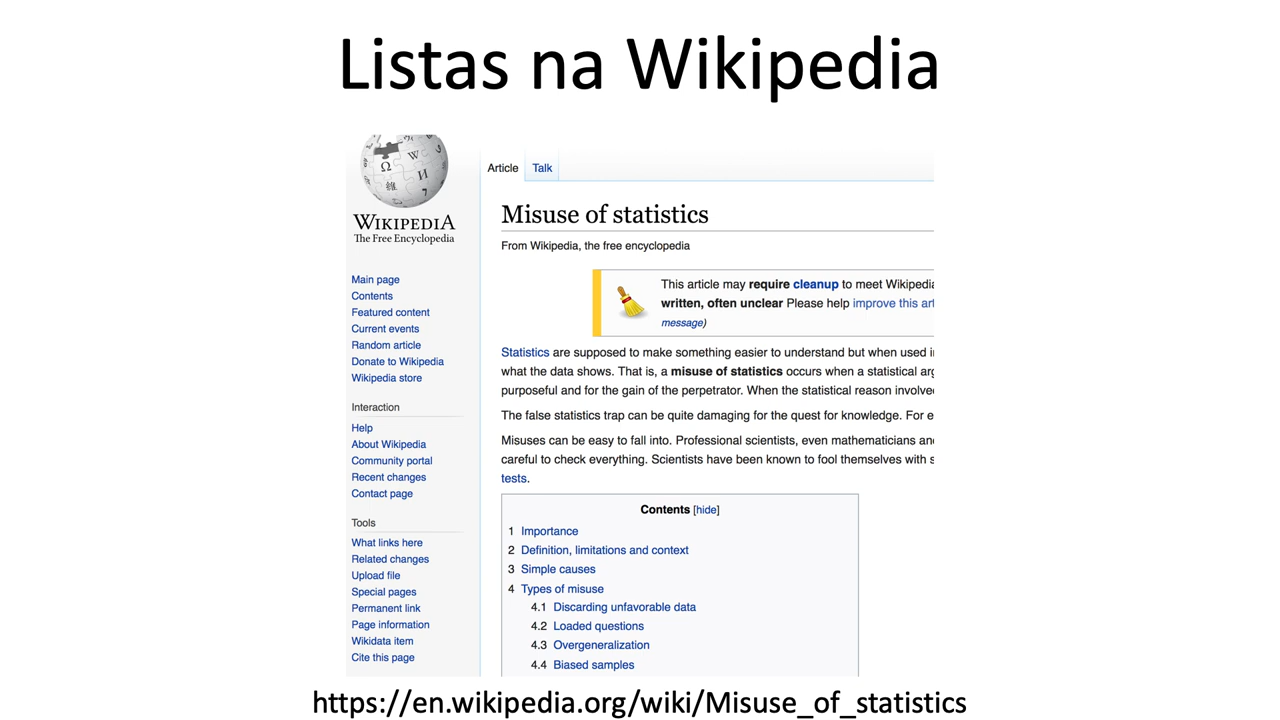 Listas na Wikipedia
WIKIPEDIA
The Free Encyclopedia
Main page
Contents
Featured content
Current events
Random article
Donate to Wikipedia
Wikipedia store
Interaction
Help
About Wikipedia
Community portal
Recent changes
Contact page
Tools
What links here
Related changes
Upload file
Special pages
Permanent link
Page information
Wikidata item
Cite this page
Article Talk
Misuse of statistics
From Wikipedia, the free encyclopedia
This article may require cleanup to meet Wikipedia
written, often unclear Please help improve this art
message)
Statistics are supposed to make something easier to understand but when used i
what the data shows. That is, a misuse of statistics occurs when a statistical arg
purposeful and for the gain of the perpetrator. When the statistical reason involved
The false statistics trap can be quite damaging for the quest for knowledge. For e
Misuses can be easy to fall into. Professional scientists, even mathematicians and
careful to check everything. Scientists have been known to fool themselves with s
tests.
Contents [hide]
1 Importance
2 Definition, limitations and context
3 Simple causes
4 Types of misuse
4.1 Discarding unfavorable data
4.2 Loaded questions
4.3 Overgeneralization
4.4 Biased samples
https://en.wikipedia.org/wiki/Misuse_of_statistics